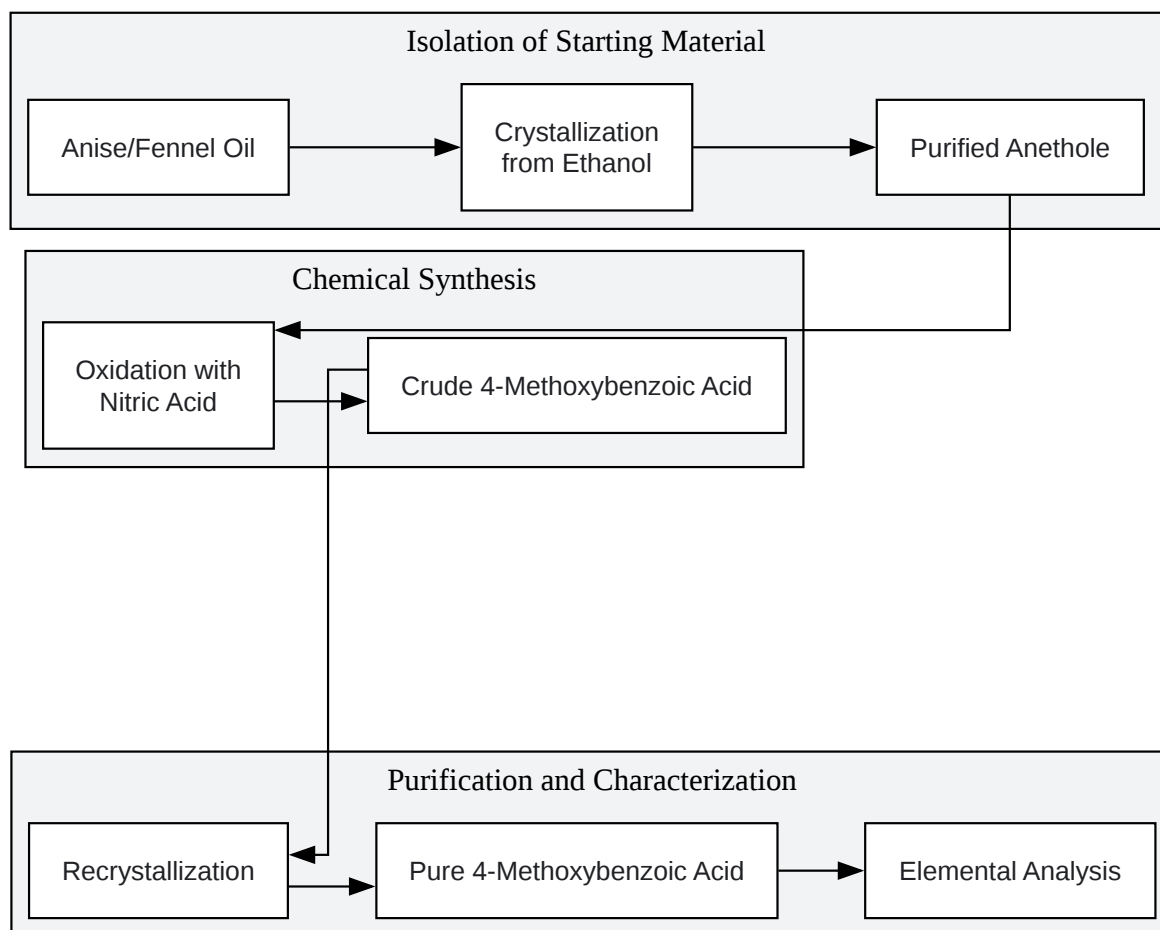 Isolation of Starting Material
Anise/Fennel Oil
Crystallization
from Ethanol
Purified Anethole
Chemical Synthesis
Oxidation with
Nitric Acid
Crude 4-Methoxybenzoic Acid
Purification and Characterization
Recrystallization
Pure 4-Methoxybenzoic Acid
Elemental Analysis